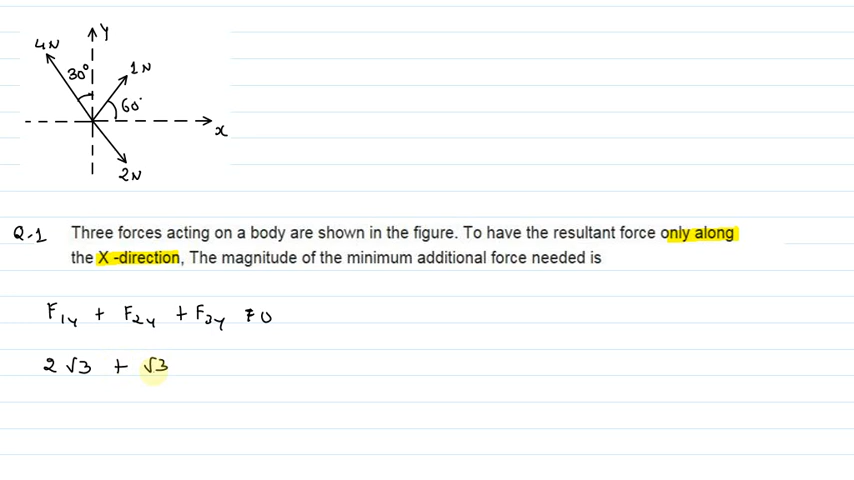 Y
4N
30°
1N
60°
x
2N
Q.1 Three forces acting on a body are shown in the figure. To have the resultant force only along
the X -direction, The magnitude of the minimum additional force needed is
F1y + F2y + F3y ≠ 0
2 √3 + √3